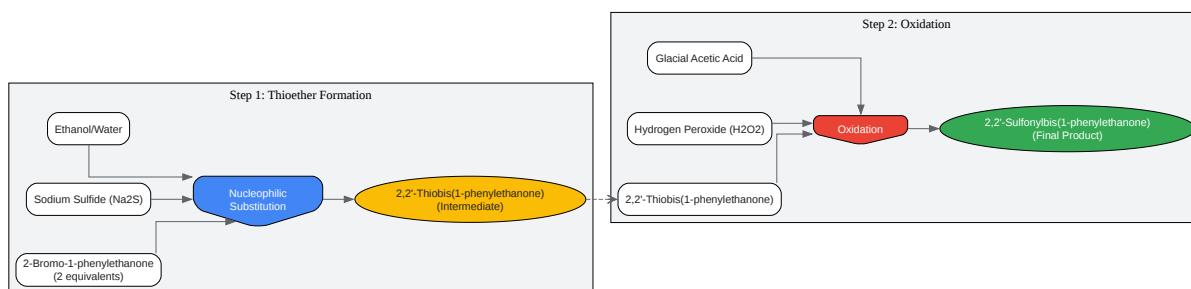 Step 1: Thioether Formation
Ethanol/Water
Sodium Sulfide (Na2S)
2-Bromo-1-phenylethanone
(2 equivalents)
Nucleophilic
Substitution
2,2'-Thiobis(1-phenylethanone)
(Intermediate)
Step 2: Oxidation
Glacial Acetic Acid
Hydrogen Peroxide (H2O2)
2,2'-Thiobis(1-phenylethanone)
Oxidation
2,2'-Sulfonylbis(1-phenylethanone)
(Final Product)